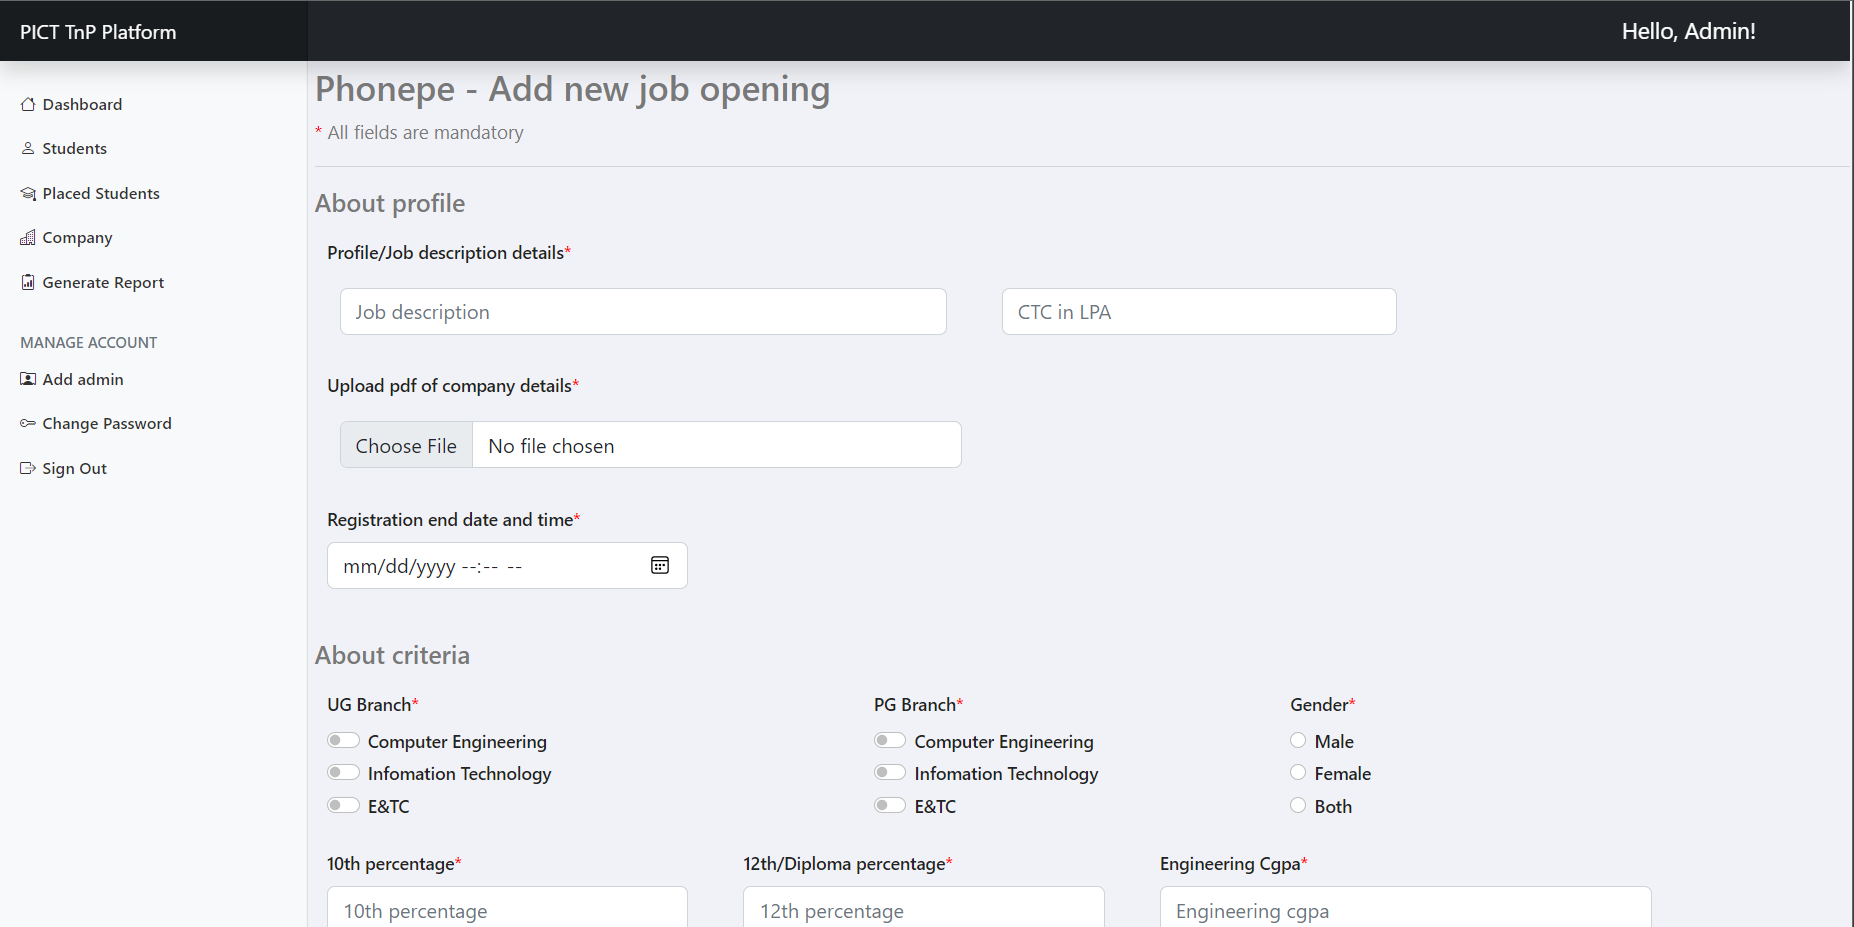 PICT TnP Platform
Hello, Admin!
Dashboard
Students
Placed Students
Company
Generate Report
MANAGE ACCOUNT
Add admin
Change Password
Sign Out
Phonepe - Add new job opening
* All fields are mandatory
About profile
Profile/Job description details*
Job description
CTC in LPA
Upload pdf of company details*
Choose File No file chosen
Registration end date and time*
mm/dd/yyyy --:-- --
About criteria
UG Branch*
Computer Engineering
Infomation Technology
E&TC
PG Branch*
Computer Engineering
Infomation Technology
E&TC
Gender*
Male
Female
Both
10th percentage*
10th percentage
12th/Diploma percentage*
12th percentage
Engineering Cgpa*
Engineering cgpa